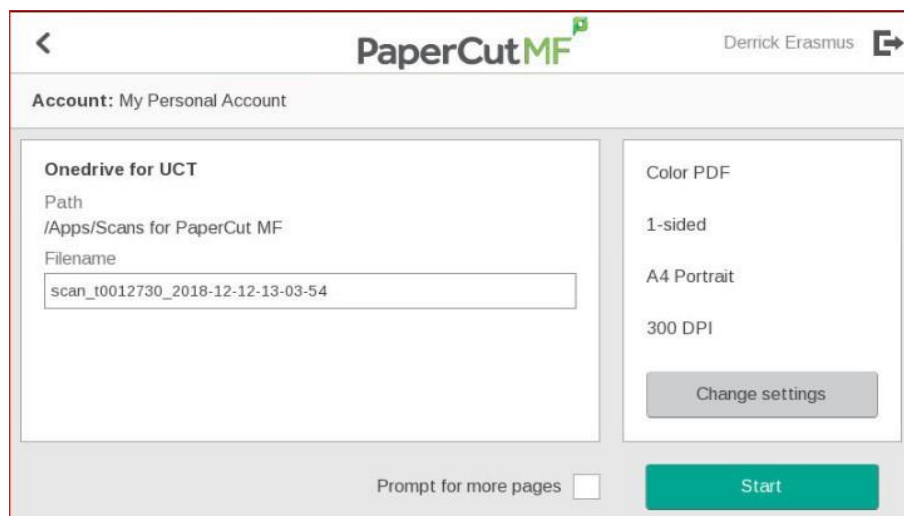 PaperCutMF
Derrick Erasmus
Account: My Personal Account
Onedrive for UCT
Path
/Apps/Scans for PaperCut MF
Filename
scan_t0012730_2018-12-12-13-03-54
Color PDF
1-sided
A4 Portrait
300 DPI
Change settings
Prompt for more pages
Start